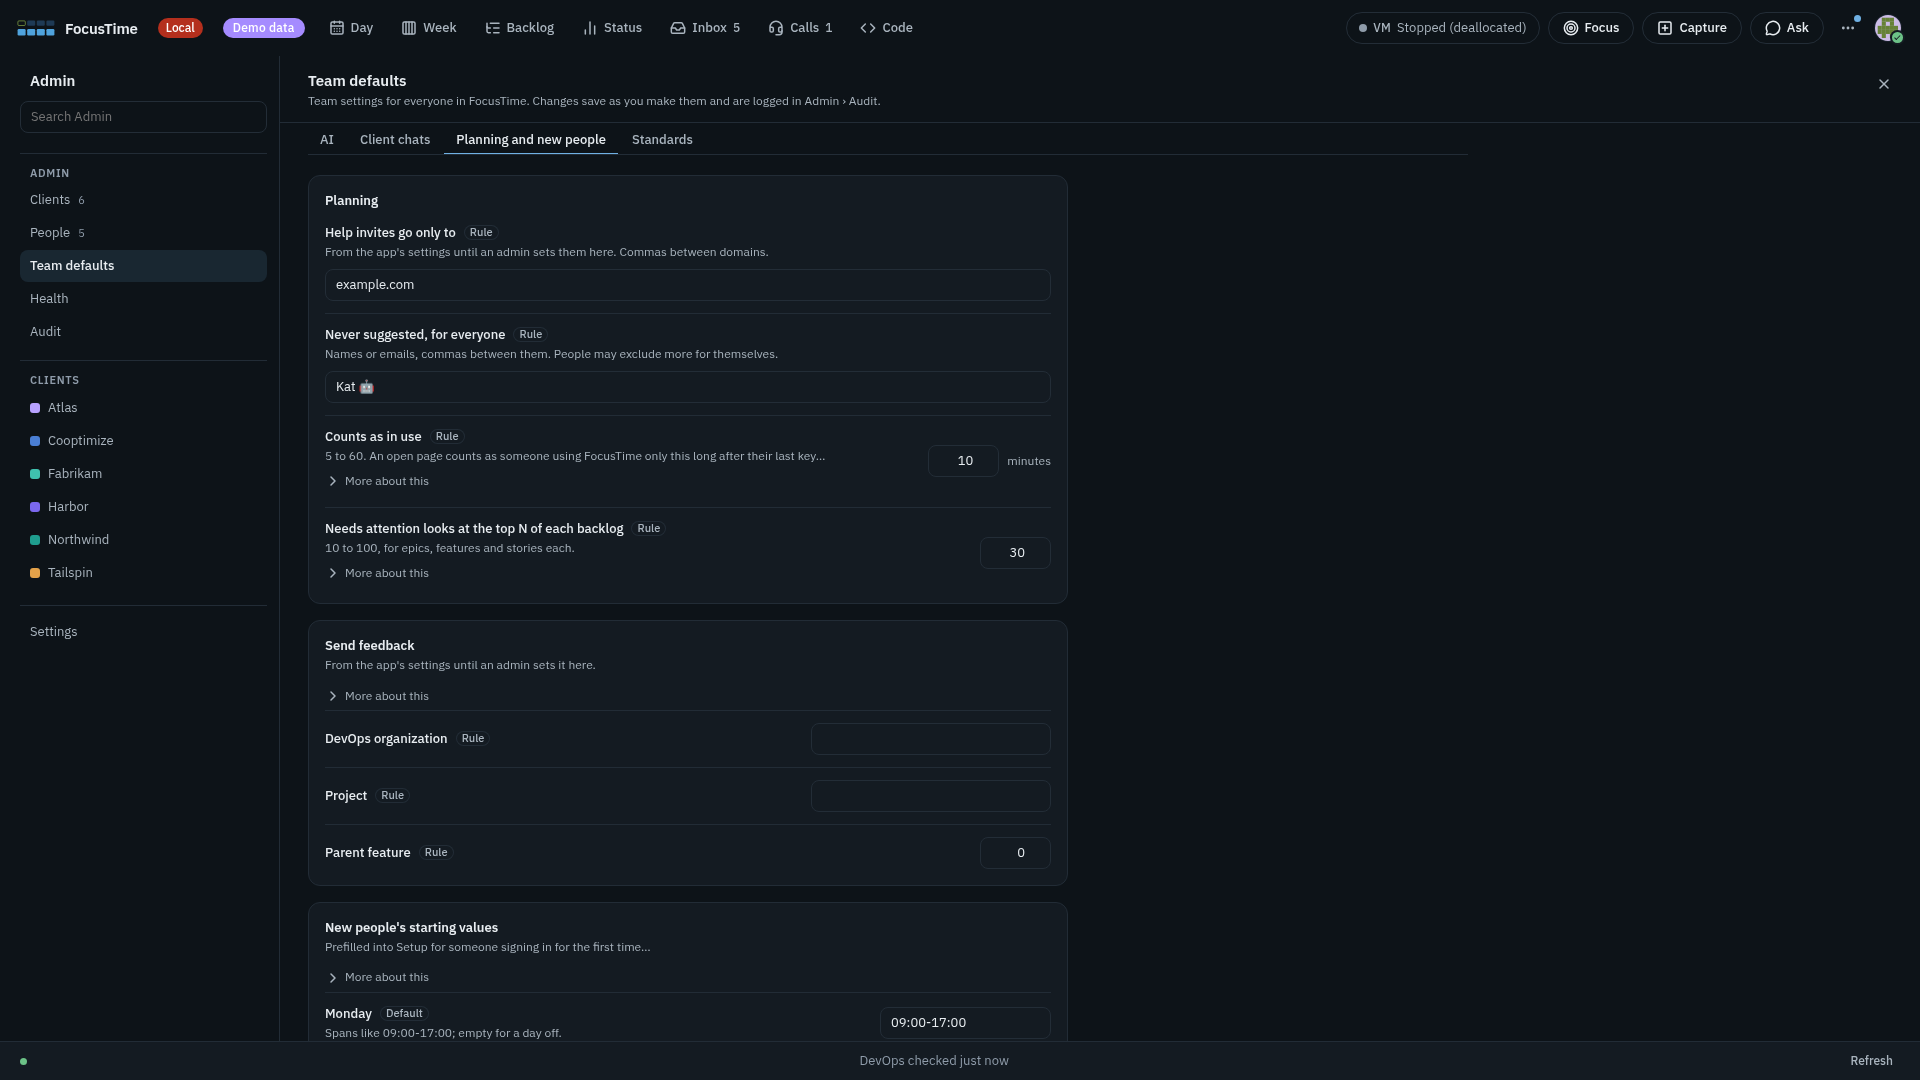 FocusTime
Local
Demo data
Day
Week
Backlog
Status
Inbox 5
Calls 1
Code
VM Stopped (deallocated)
Focus
Capture
Ask
Admin
Search Admin
ADMIN
Clients 6
People 5
Team defaults
Health
Audit
CLIENTS
Atlas
Cooptimize
Fabrikam
Harbor
Northwind
Tailspin
Settings
Team defaults
Team settings for everyone in FocusTime. Changes save as you make them and are logged in Admin › Audit.
AI
Client chats
Planning and new people
Standards
Planning
Help invites go only to Rule
From the app's settings until an admin sets them here. Commas between domains.
example.com
Never suggested, for everyone Rule
Names or emails, commas between them. People may exclude more for themselves.
Kat 🤖
Counts as in use Rule
5 to 60. An open page counts as someone using FocusTime only this long after their last key...
10 minutes
More about this
Needs attention looks at the top N of each backlog Rule
10 to 100, for epics, features and stories each.
30
More about this
Send feedback
From the app's settings until an admin sets it here.
More about this
DevOps organization Rule
Project Rule
Parent feature Rule
0
New people's starting values
Prefilled into Setup for someone signing in for the first time...
More about this
Monday Default
Spans like 09:00-17:00; empty for a day off.
09:00-17:00
DevOps checked just now
Refresh